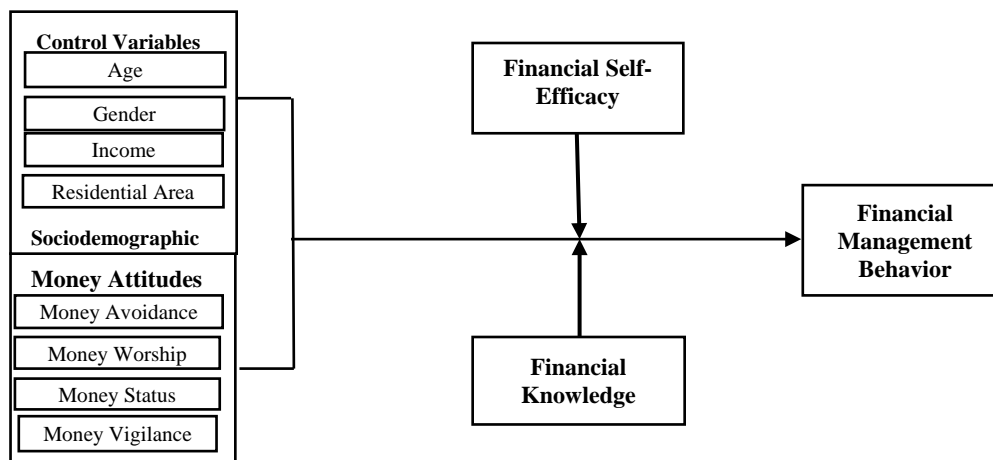 Control Variables
Age
Gender
Income
Residential Area
Sociodemographic
Money Attitudes
Money Avoidance
Money Worship
Money Status
Money Vigilance
Financial Self-
Efficacy
Financial
Knowledge
Financial
Management
Behavior